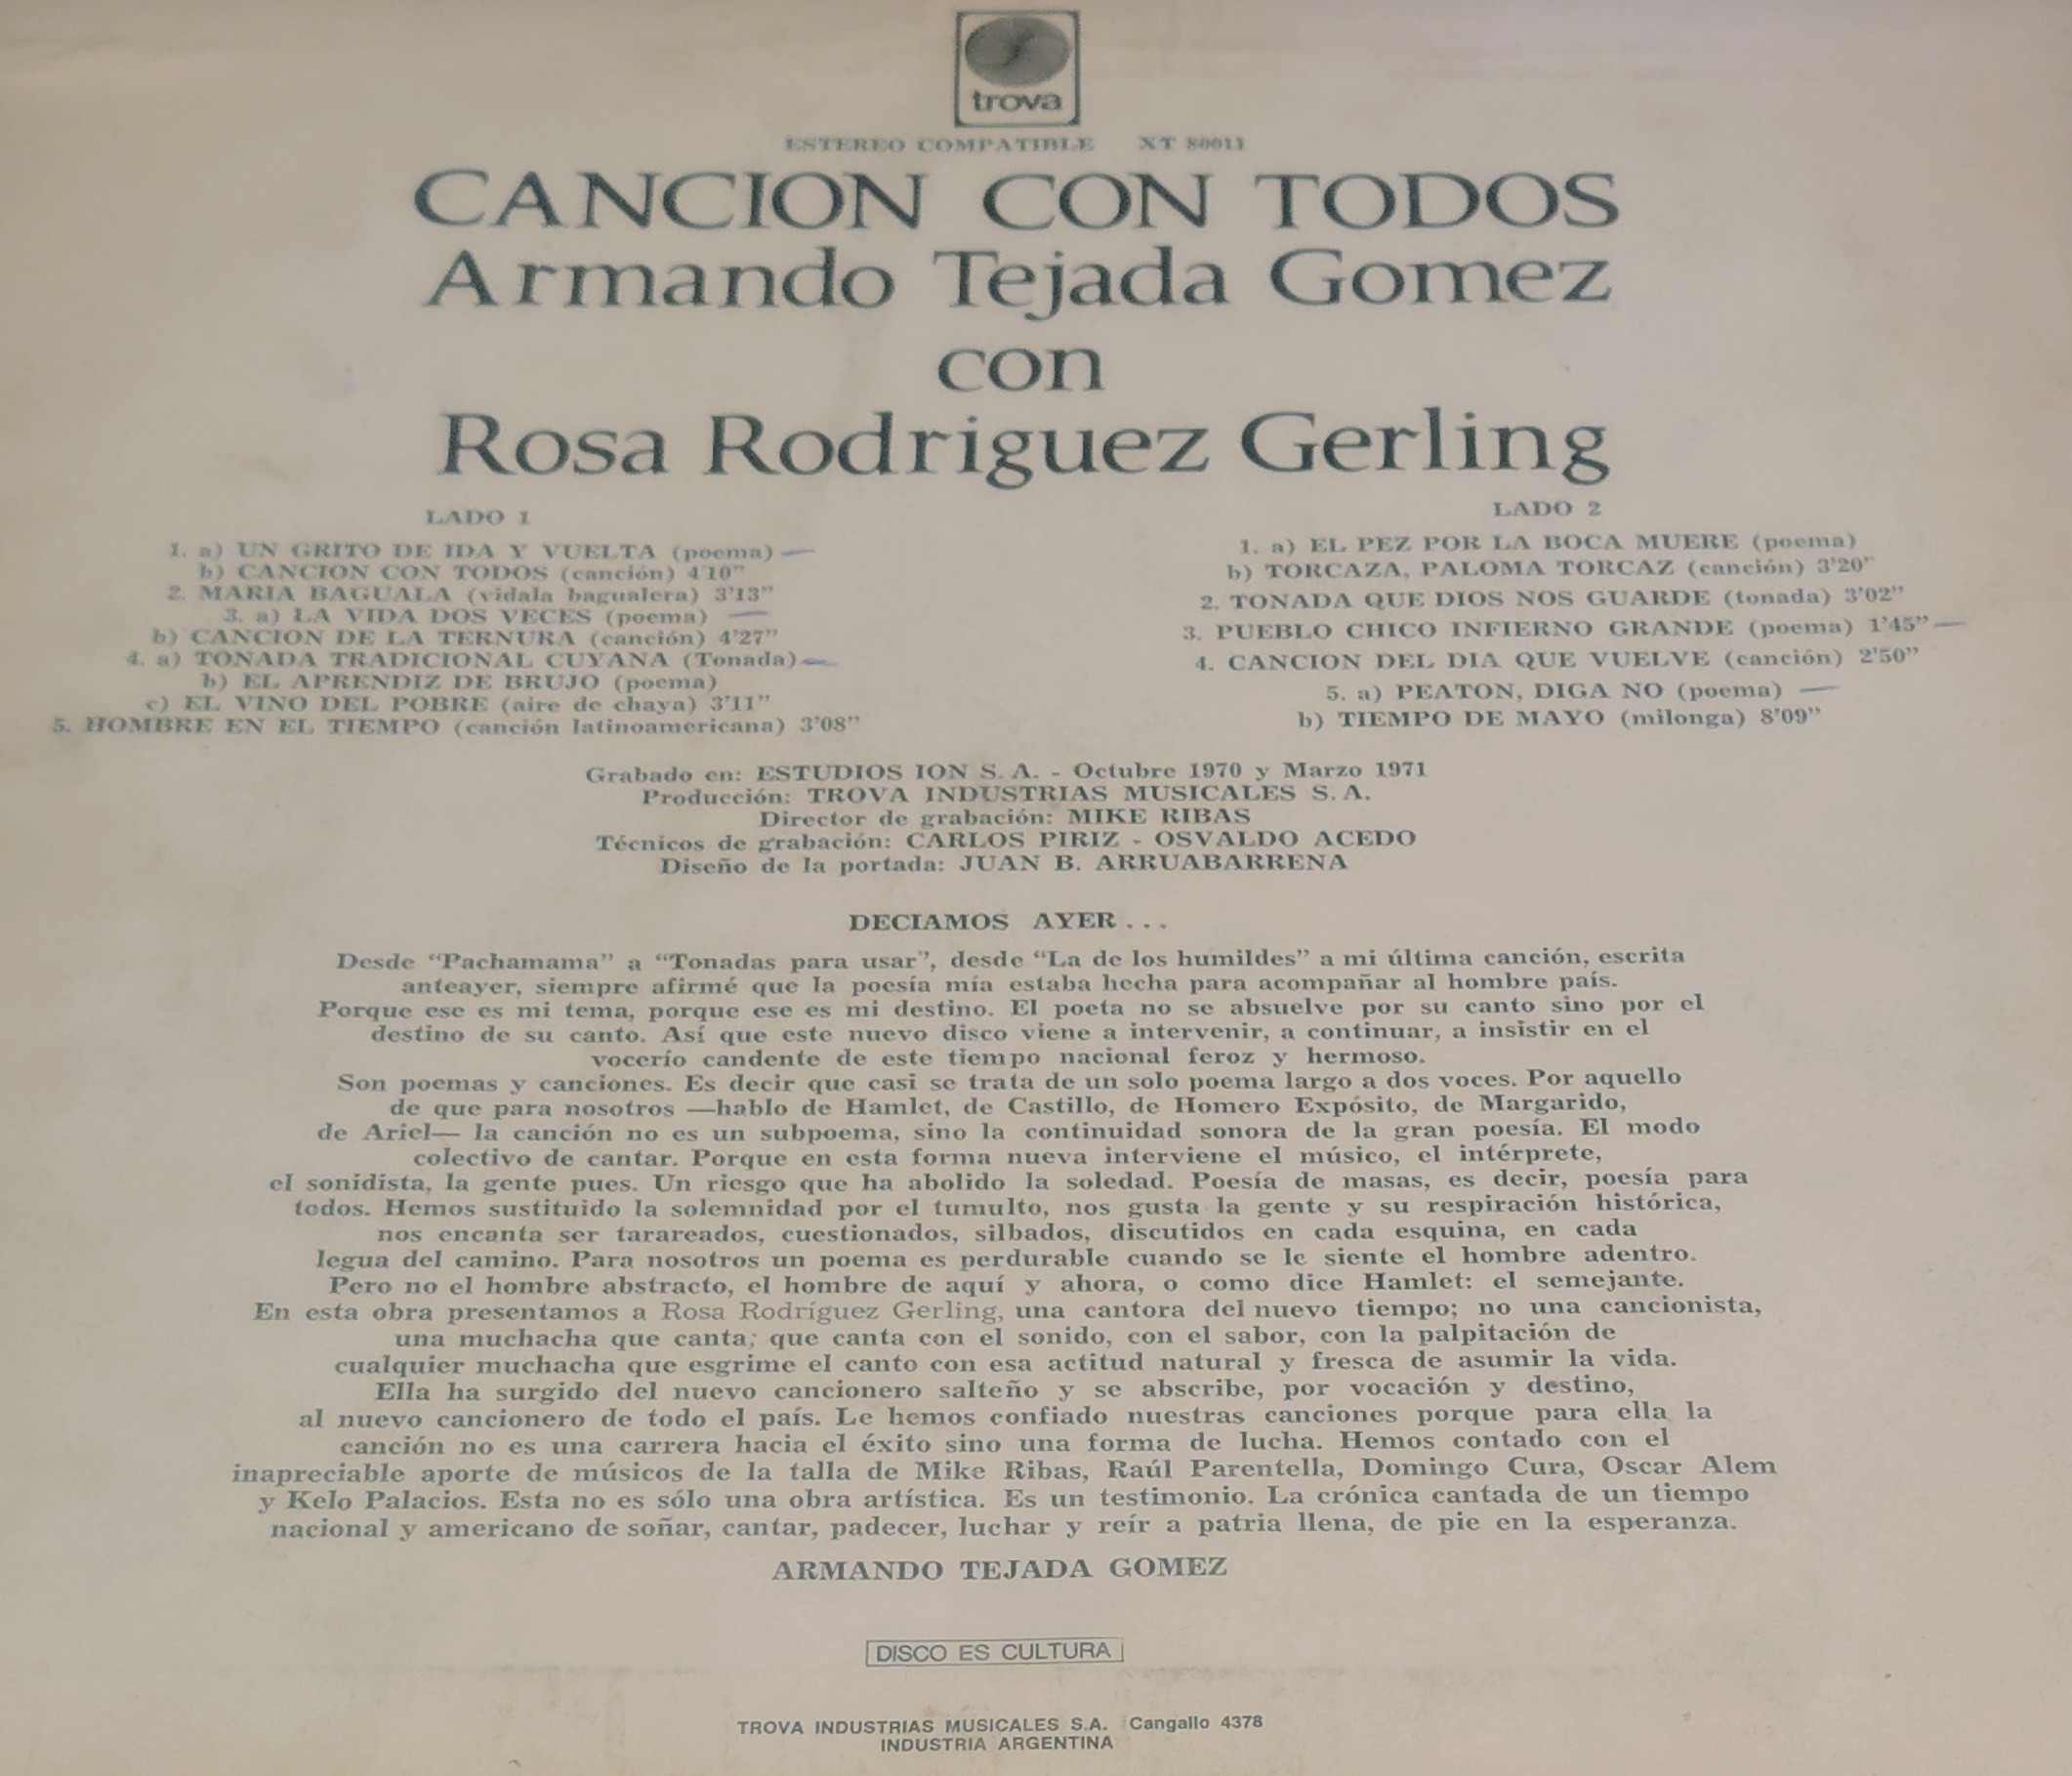 trova
ESTEREO COMPATIBLE XT 80011
CANCION CON TODOS
Armando Tejada Gomez
con
Rosa Rodriguez Gerling
LADO 1
1. a) UN GRITO DE IDA Y VUELTA (poema)
b) CANCION CON TODOS (canción) 4'10"
2. MARIA BAGUALA (vidala bagualera) 3'13"
3. a) LA VIDA DOS VECES (poema)
b) CANCION DE LA TERNURA (canción) 4'27"
4. a) TONADA TRADICIONAL CUYANA (Tonada)
b) EL APRENDIZ DE BRUJO (poema)
c) EL VINO DEL POBRE (aire de chaya) 3'11"
5. HOMBRE EN EL TIEMPO (canción latinoamericana) 3'08"
LADO 2
1. a) EL PEZ POR LA BOCA MUERE (poema)
b) TORCAZA, PALOMA TORCAZ (canción) 3'20"
2. TONADA QUE DIOS NOS GUARDE (tonada) 3'02"
3. PUEBLO CHICO INFIERNO GRANDE (poema) 1'45"
4. CANCION DEL DIA QUE VUELVE (canción) 2'50"
5. a) PEATON, DIGA NO (poema)
b) TIEMPO DE MAYO (milonga) 8'09"
Grabado en: ESTUDIOS ION S. A. - Octubre 1970 y Marzo 1971
Producción: TROVA INDUSTRIAS MUSICALES S. A.
Director de grabación: MIKE RIBAS
Técnicos de grabación: CARLOS PIRIZ - OSVALDO ACEDO
Diseño de la portada: JUAN B. ARRUABARRENA
DECIAMOS AYER...
Desde "Pachamama" a "Tonadas para usar", desde "La de los humildes" a mi última canción, escrita
anteayer, siempre afirmé que la poesía mía estaba hecha para acompañar al hombre país.
Porque ese es mi tema, porque ese es mi destino. El poeta no se absuelve por su canto sino por el
destino de su canto. Así que este nuevo disco viene a intervenir, a continuar, a insistir en el
vocerío candente de este tiempo nacional feroz y hermoso.
Son poemas y canciones. Es decir que casi se trata de un solo poema largo a dos voces. Por aquello
de que para nosotros —hablo de Hamlet, de Castillo, de Homero Expósito, de Margarido,
de Ariel— la canción no es un subpoema, sino la continuidad sonora de la gran poesía. El modo
colectivo de cantar. Porque en esta forma nueva interviene el músico, el intérprete,
el sonidista, la gente pues. Un riesgo que ha abolido la soledad. Poesía de masas, es decir, poesía para
todos. Hemos sustituido la solemnidad por el tumulto, nos gusta la gente y su respiración histórica,
nos encanta ser tarareados, cuestionados, silbados, discutidos en cada esquina, en cada
legua del camino. Para nosotros un poema es perdurable cuando se le siente el hombre adentro.
Pero no el hombre abstracto, el hombre de aquí y ahora, o como dice Hamlet: el semejante.
En esta obra presentamos a Rosa Rodríguez Gerling, una cantora del nuevo tiempo; no una cancionista,
una muchacha que canta; que canta con el sonido, con el sabor, con la palpitación de
cualquier muchacha que esgrime el canto con esa actitud natural y fresca de asumir la vida.
Ella ha surgido del nuevo cancionero salteño y se abscribe, por vocación y destino,
al nuevo cancionero de todo el país. Le hemos confiado nuestras canciones porque para ella la
canción no es una carrera hacia el éxito sino una forma de lucha. Hemos contado con el
inapreciable aporte de músicos de la talla de Mike Ribas, Raúl Parentella, Domingo Cura, Oscar Alem
y Kelo Palacios. Esta no es sólo una obra artística. Es un testimonio. La crónica cantada de un tiempo
nacional y americano de soñar, cantar, padecer, luchar y reír a patria llena, de pie en la esperanza.
ARMANDO TEJADA GOMEZ
DISCO ES CULTURA
TROVA INDUSTRIAS MUSICALES S.A. Cangallo 4378
INDUSTRIA ARGENTINA